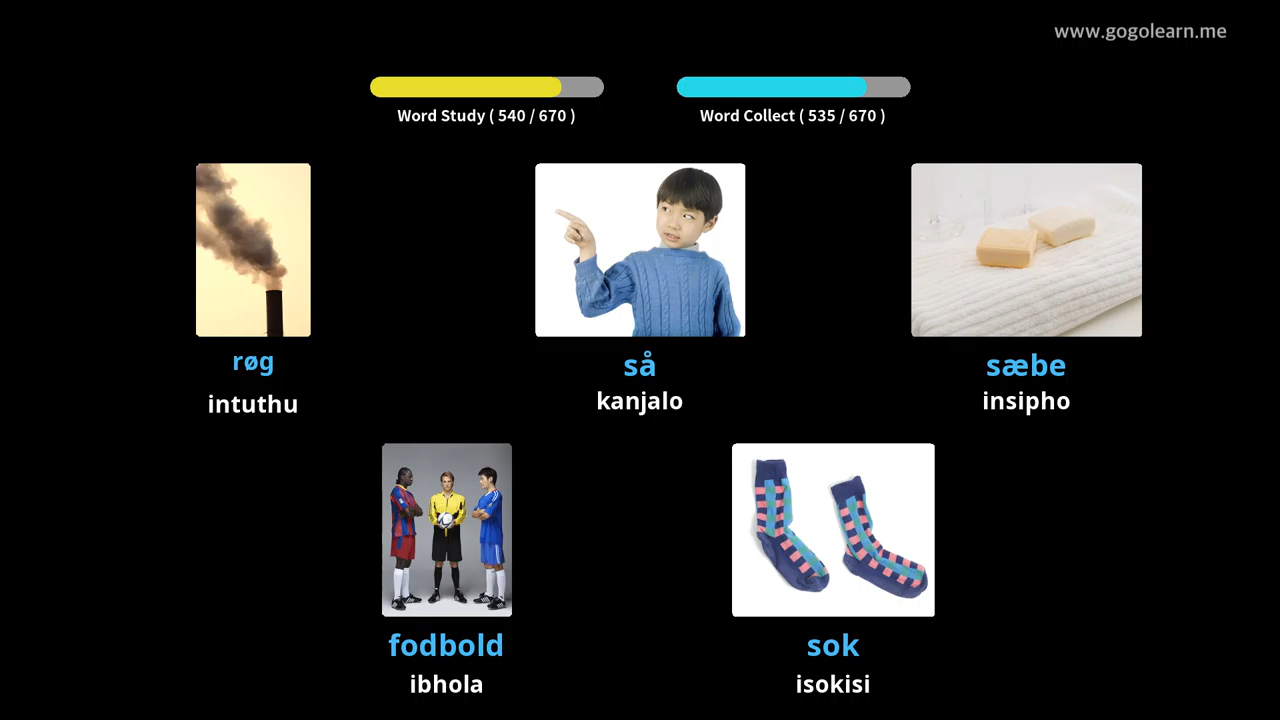 www.gogolearn.me
Word Study ( 540 / 670 )
Word Collect ( 535 / 670 )
røg
intuthu
så
kanjalo
sæbe
insipho
fodbold
ibhola
sok
isokisi